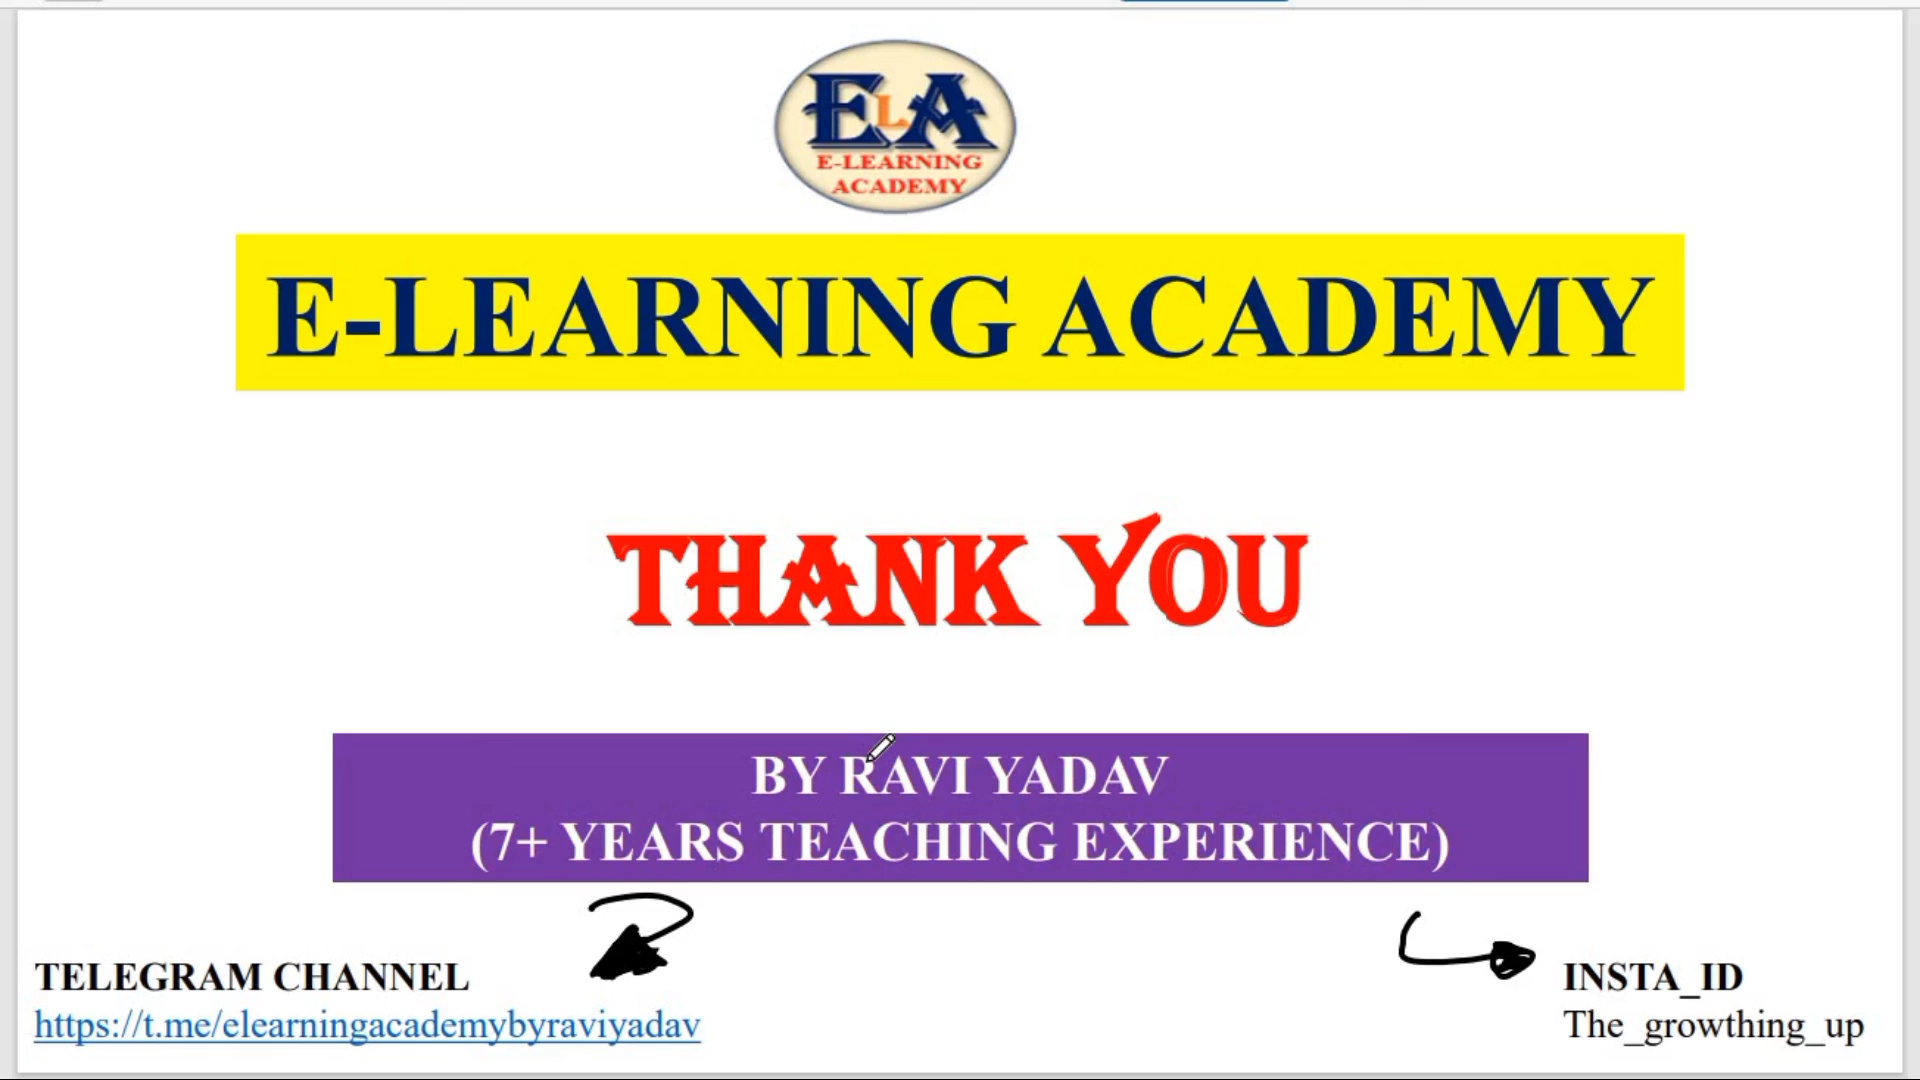 ELA
E-LEARNING
ACADEMY
E-LEARNING ACADEMY
THANK YOU
BY RAVI YADAV
(7+ YEARS TEACHING EXPERIENCE)
TELEGRAM CHANNEL
https://t.me/elearningacademybyraviyadav
INSTA_ID
The_growthing_up